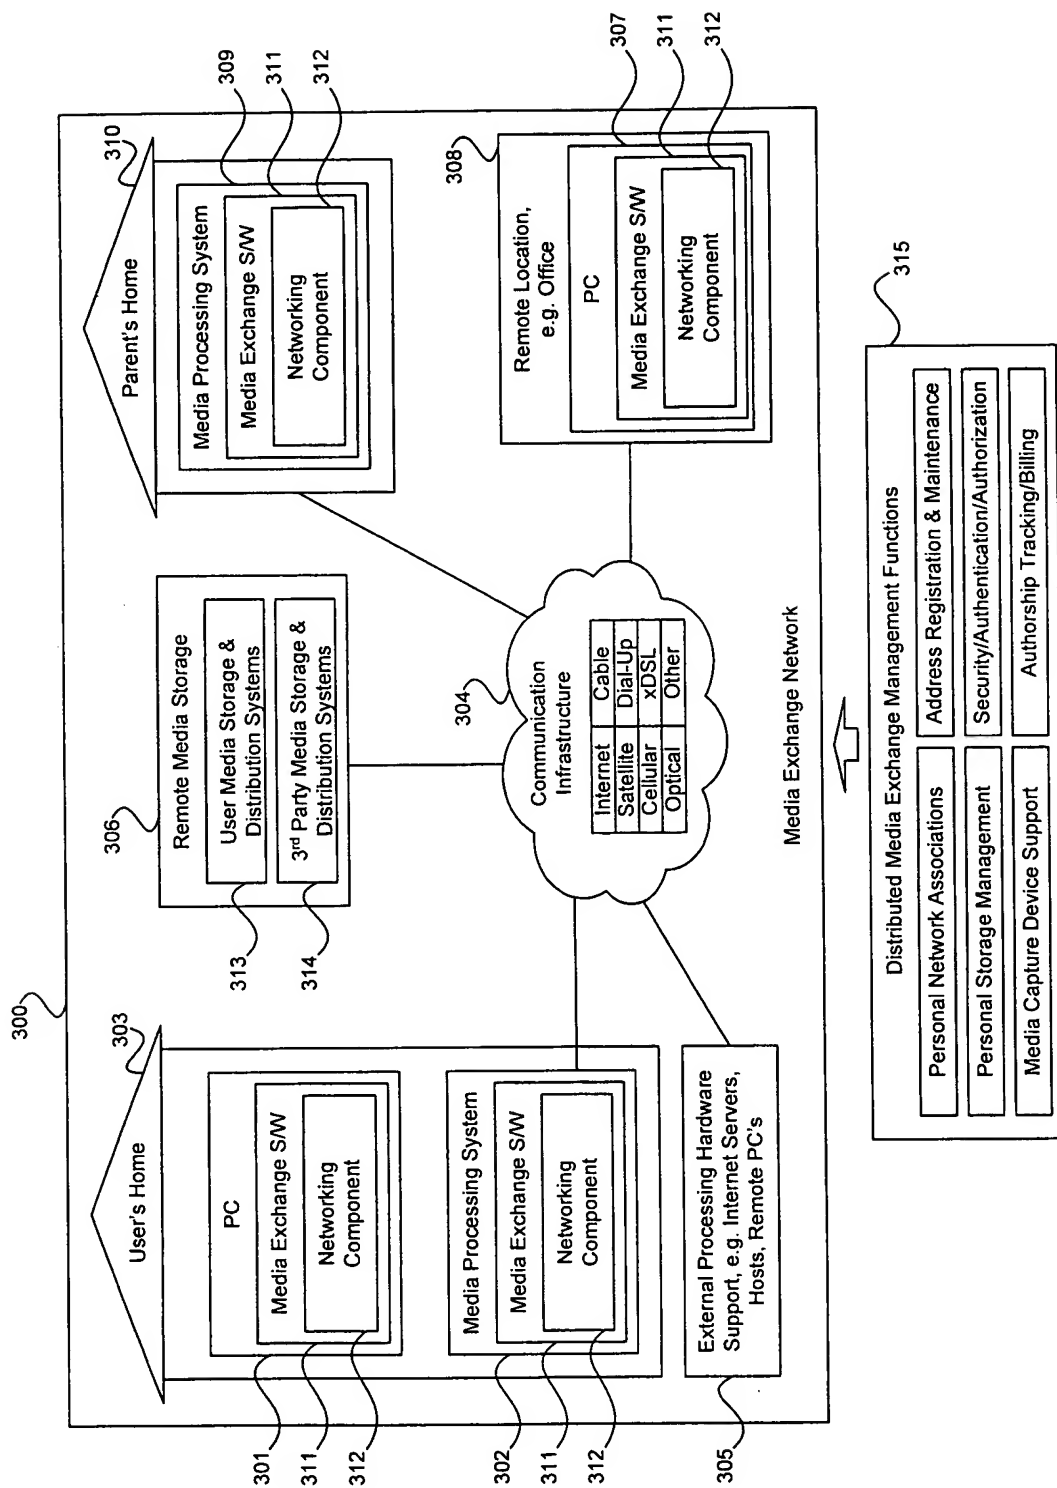 300
User's Home
303
PC
Media Exchange S/W
Networking
Component
301
311
312
Media Processing System
Media Exchange S/W
Networking
Component
302
311
312
External Processing Hardware
Support, e.g. Internet Servers,
Hosts, Remote PC's
305
306
Remote Media Storage
User Media Storage &
Distribution Systems
3rd Party Media Storage &
Distribution Systems
313
314
304
Communication
Infrastructure
Internet Cable
Satellite Dial-Up
Cellular xDSL
Optical Other
Parent's Home
310
Media Processing System
Media Exchange S/W
Networking
Component
309
311
312
308
Remote Location,
e.g. Office
PC
Media Exchange S/W
Networking
Component
307
311
312
Media Exchange Network
Distributed Media Exchange Management Functions
315
Personal Network Associations
Address Registration & Maintenance
Personal Storage Management
Security/Authentication/Authorization
Media Capture Device Support
Authorship Tracking/Billing